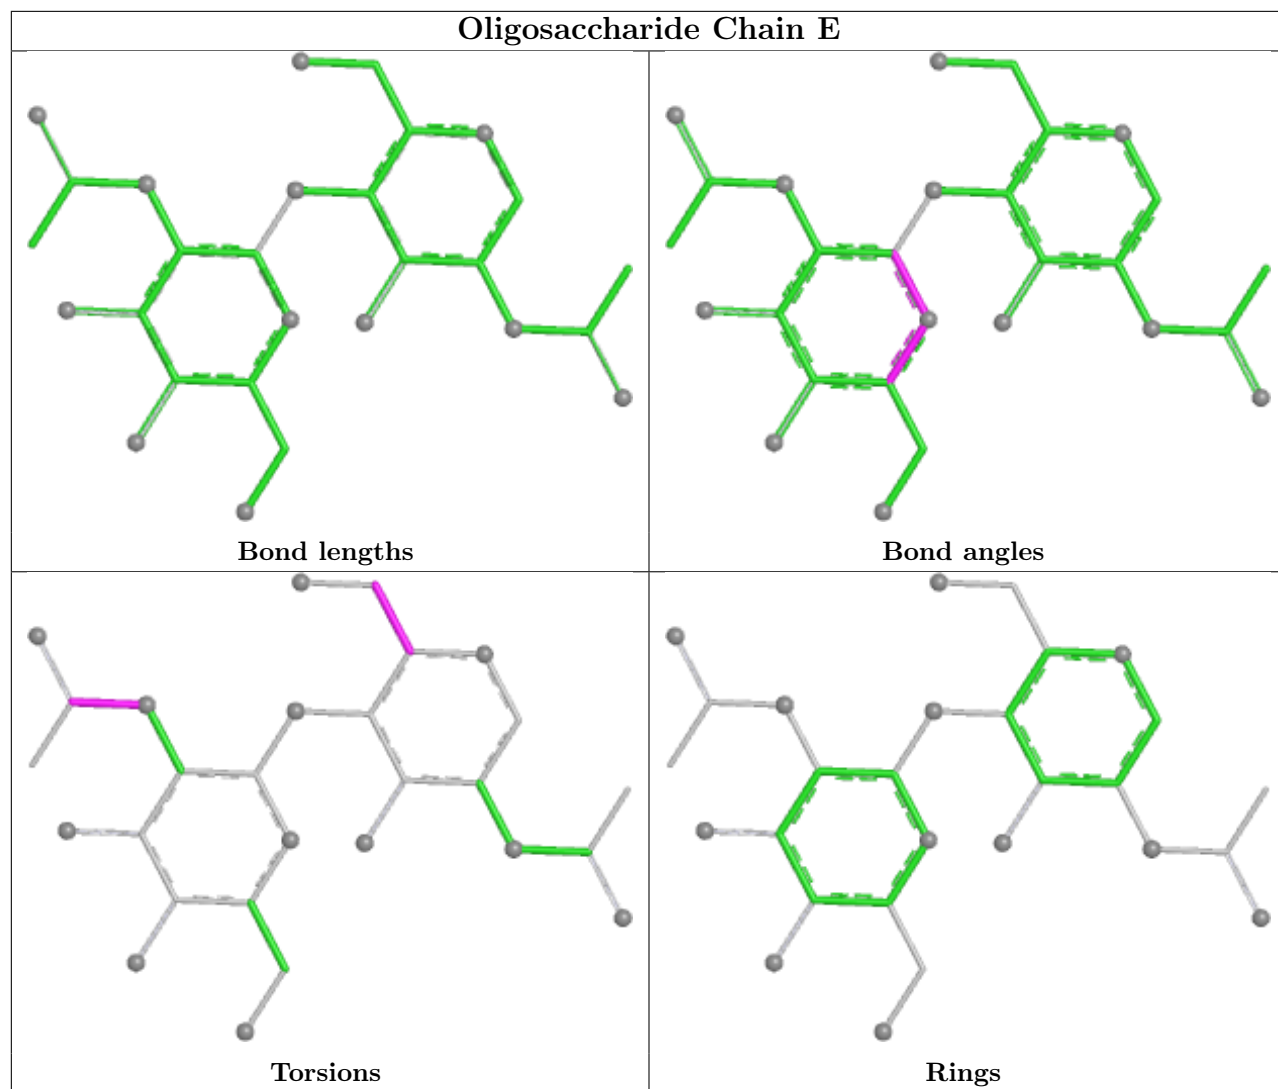 Oligosaccharide Chain E
Bond lengths
Bond angles
Torsions
Rings